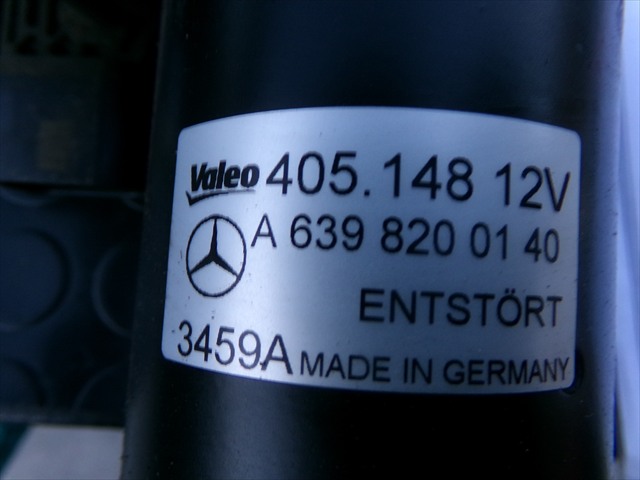 Valeo 405.148 12V
A 639 820 01 40
ENTSTÖRT
3459A MADE IN GERMANY